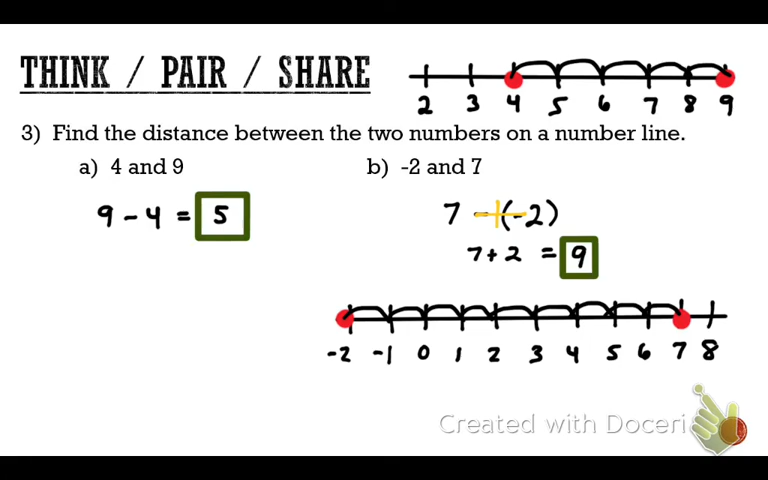 THINK / PAIR / SHARE
2 3 4 5 6 7 8 9
3) Find the distance between the two numbers on a number line.
a) 4 and 9
b) -2 and 7
9 - 4 = 5
7 - (-2)
7 + 2 = 9
-2 -1 0 1 2 3 4 5 6 7 8
Created with Doceri